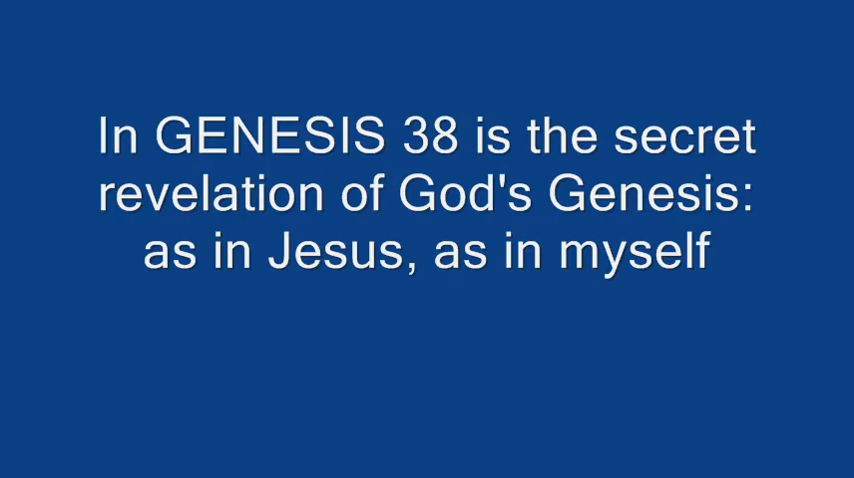 In GENESIS 38 is the secret
revelation of God's Genesis:
as in Jesus, as in myself